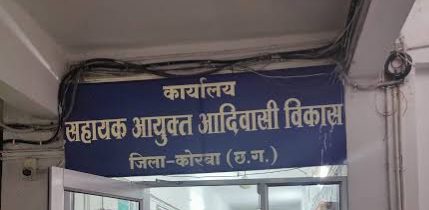 कार्यालय
सहायक आयुक्त आदिवासी विकास
जिला-कोरबा (छ.ग.)